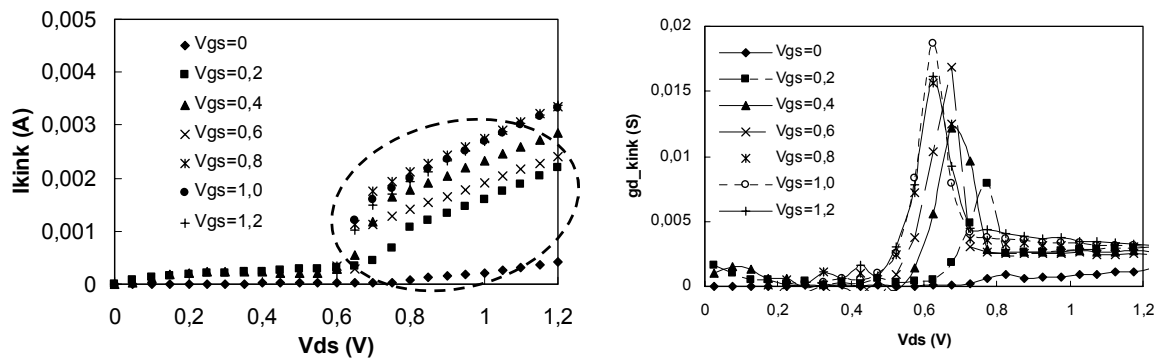 0,005
0,004
0,003
0,002
0,001
0
Ikink (A)
Vgs=0
Vgs=0,2
Vgs=0,4
Vgs=0,6
Vgs=0,8
Vgs=1,0
Vgs=1,2
0 0,2 0,4 0,6 0,8 1 1,2
Vds (V)
0,02
0,015
0,01
0,005
0
gd_kink (S)
Vgs=0
Vgs=0,2
Vgs=0,4
Vgs=0,6
Vgs=0,8
Vgs=1,0
Vgs=1,2
0 0,2 0,4 0,6 0,8 1 1,2
Vds (V)